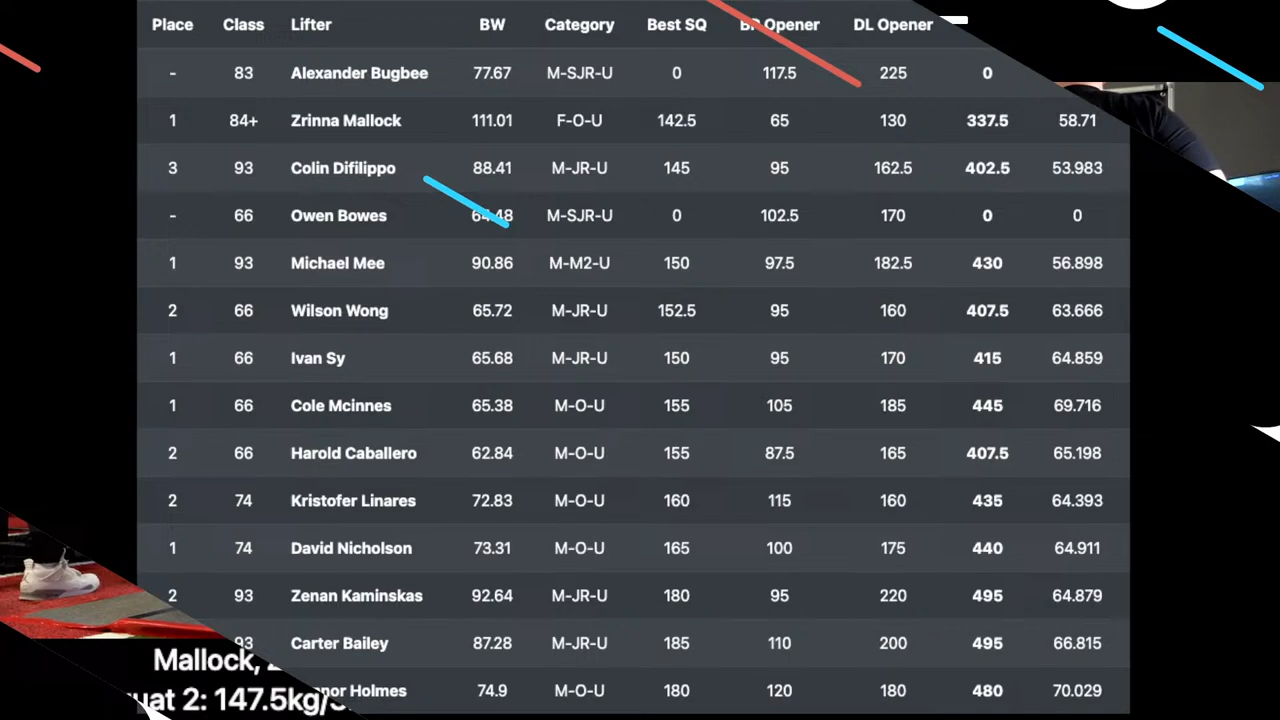 Place Class Lifter BW Category Best SQ Opener DL Opener
- 83 Alexander Bugbee 77.67 M-SJR-U 0 117.5 225 0
1 84+ Zrinna Mallock 111.01 F-O-U 142.5 65 130 337.5 58.71
3 93 Colin Difilippo 88.41 M-JR-U 145 95 162.5 402.5 53.983
- 66 Owen Bowes 64.48 M-SJR-U 0 102.5 170 0 0
1 93 Michael Mee 90.86 M-M2-U 150 97.5 182.5 430 56.898
2 66 Wilson Wong 65.72 M-JR-U 152.5 95 160 407.5 63.666
1 66 Ivan Sy 65.68 M-JR-U 150 95 170 415 64.859
1 66 Cole Mcinnes 65.38 M-O-U 155 105 185 445 69.716
2 66 Harold Caballero 62.84 M-O-U 155 87.5 165 407.5 65.198
2 74 Kristofer Linares 72.83 M-O-U 160 115 160 435 64.393
1 74 David Nicholson 73.31 M-O-U 165 100 175 440 64.911
2 93 Zenan Kaminskas 92.64 M-JR-U 180 95 220 495 64.879
93 Carter Bailey 87.28 M-JR-U 185 110 200 495 66.815
Holmes 74.9 M-O-U 180 120 180 480 70.029
Mallock,
2: 147.5kg/